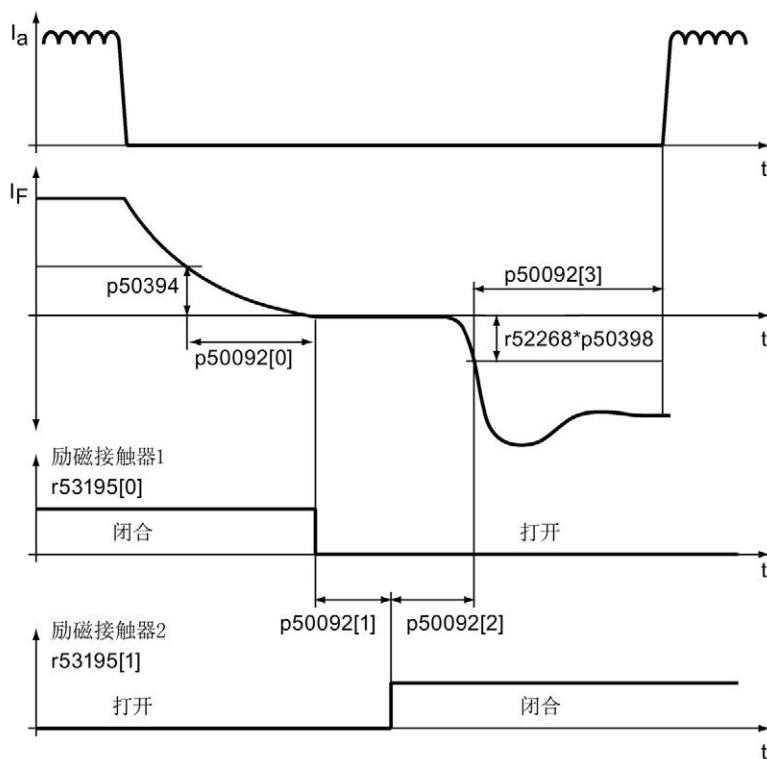 Ia
t
IF
p50394
p50092[3]
t
p50092[0]
r52268*p50398
励磁接触器1
r53195[0]
闭合
打开
t
p50092[1]
p50092[2]
励磁接触器2
r53195[1]
打开
闭合
t